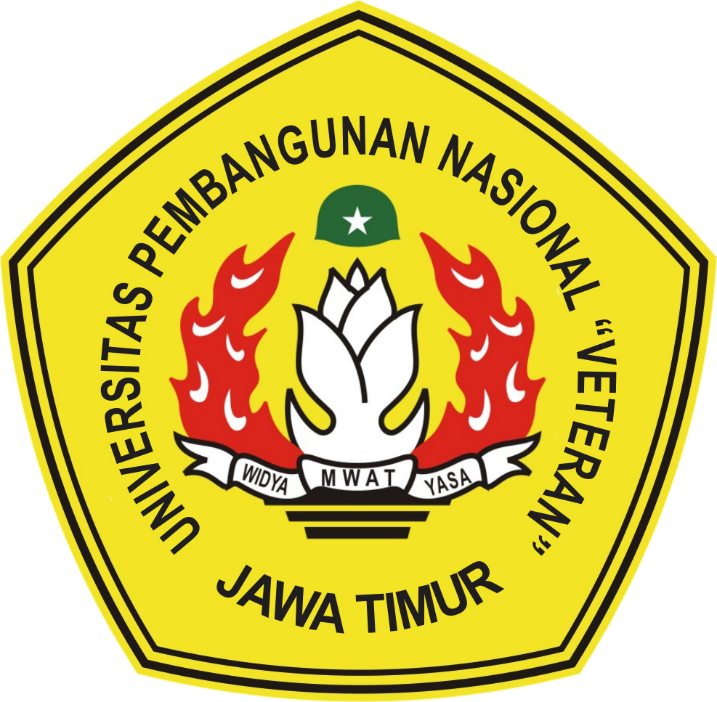 UNIVERSITAS PEMBANGUNAN NASIONAL “VETERAN”
WIDYA MWAT YASA
JAWA TIMUR